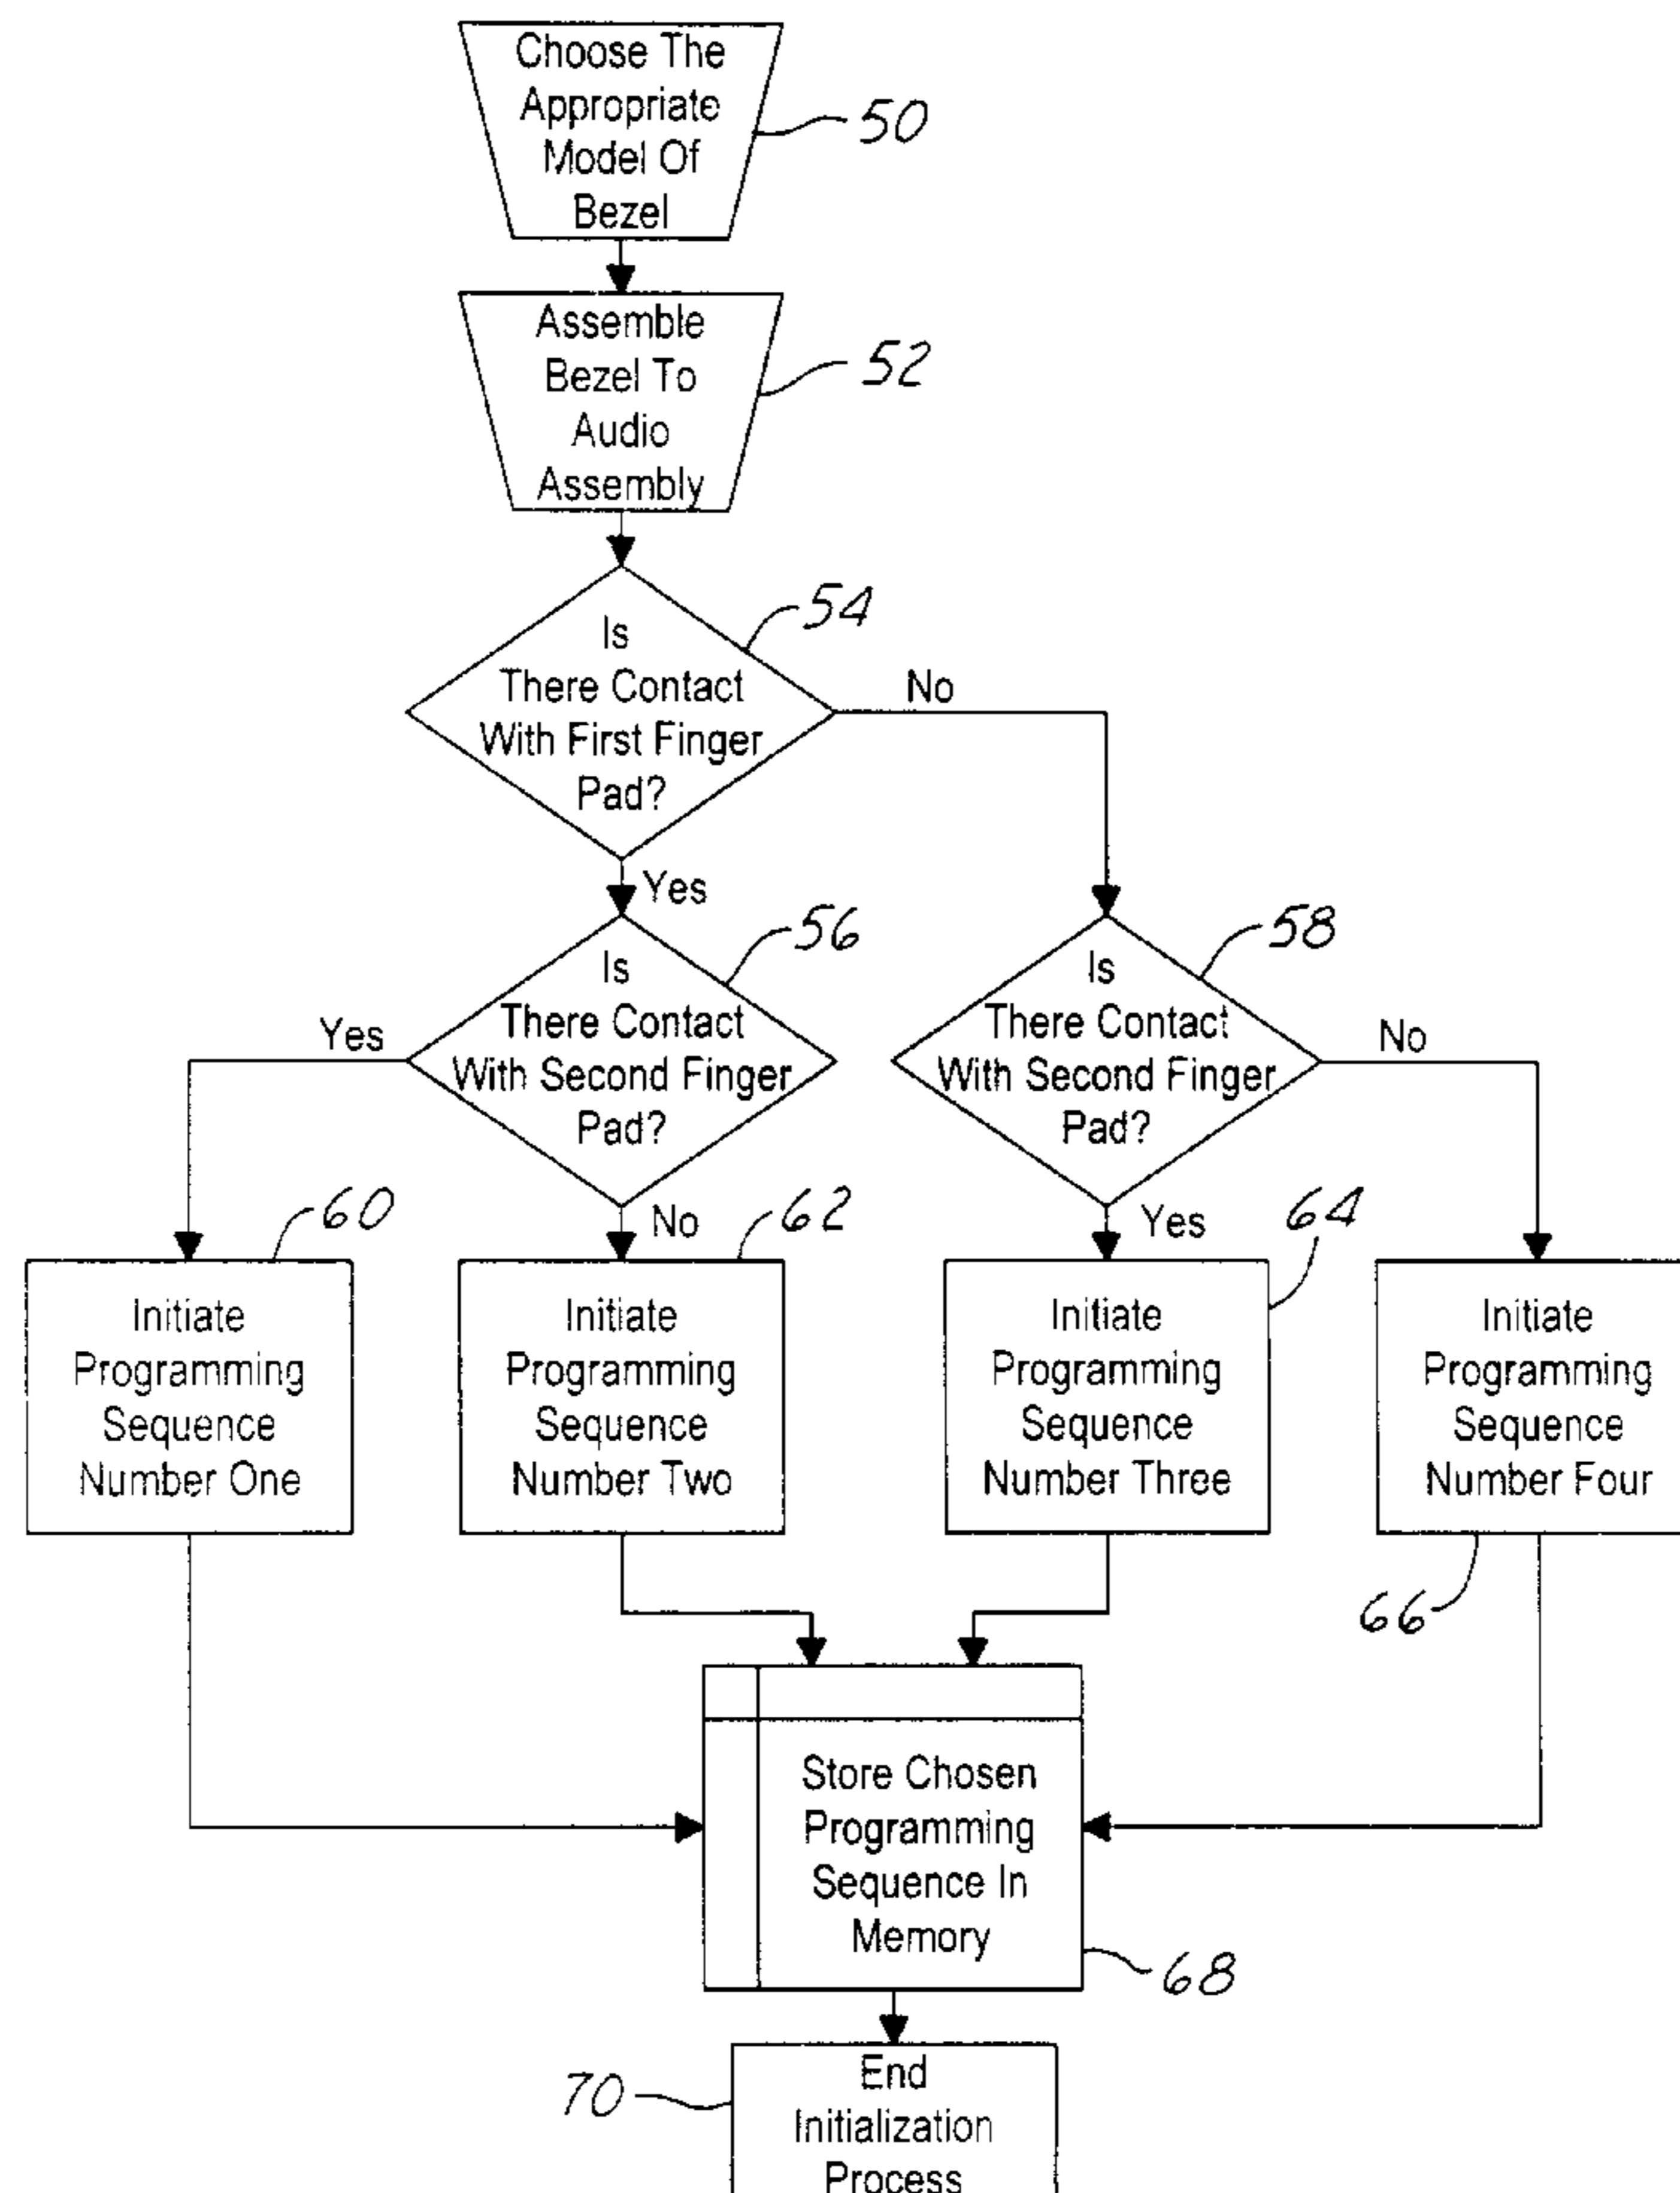 Choose The
Appropriate
Model Of
Bezel
50
Assemble
Bezel To
Audio
Assembly
52
Is
There Contact
With First Finger
Pad?
54
No
Yes
Is
There Contact
With Second Finger
Pad?
56
Is
There Contact
With Second Finger
Pad?
58
Yes
No
Yes
No
60
62
64
Initiate
Programming
Sequence
Number One
Initiate
Programming
Sequence
Number Two
Initiate
Programming
Sequence
Number Three
Initiate
Programming
Sequence
Number Four
66
Store Chosen
Programming
Sequence In
Memory
68
End
Initialization
Process
70